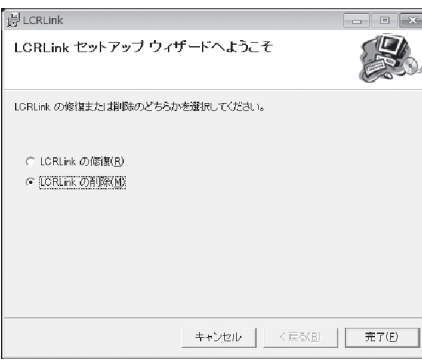 LCRLink
LCRLink セットアップ ウィザードへようこそ
LCRLink の修復または削除のどちらかを選択してください。
LCRLink の修復(R)
LCRLink の削除(M)
キャンセル
< 戻る(B)
完了(F)